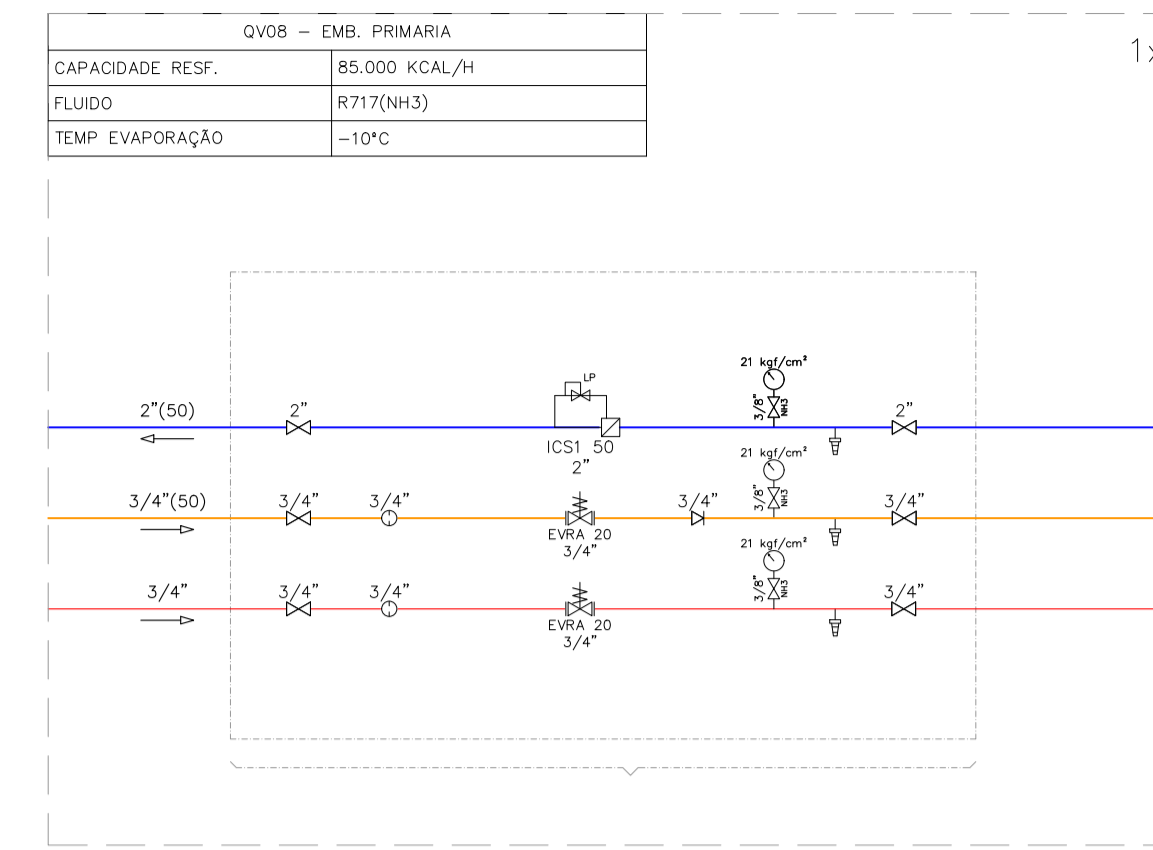 QV08 – EMB. PRIMARIA
CAPACIDADE RESF. 85.000 KCAL/H
FLUIDO R717(NH3)
TEMP EVAPORAÇÃO –10°C
1x
21 kgf/cm²
LP
3/8"
NH3
2"(50)
2"
2"
ICS1 50
2"
21 kgf/cm²
3/8"
NH3
3/4"(50)
3/4"
3/4"
3/4"
3/4"
EVRA 20
3/4"
21 kgf/cm²
3/8"
NH3
3/4"
3/4"
3/4"
3/4"
EVRA 20
3/4"